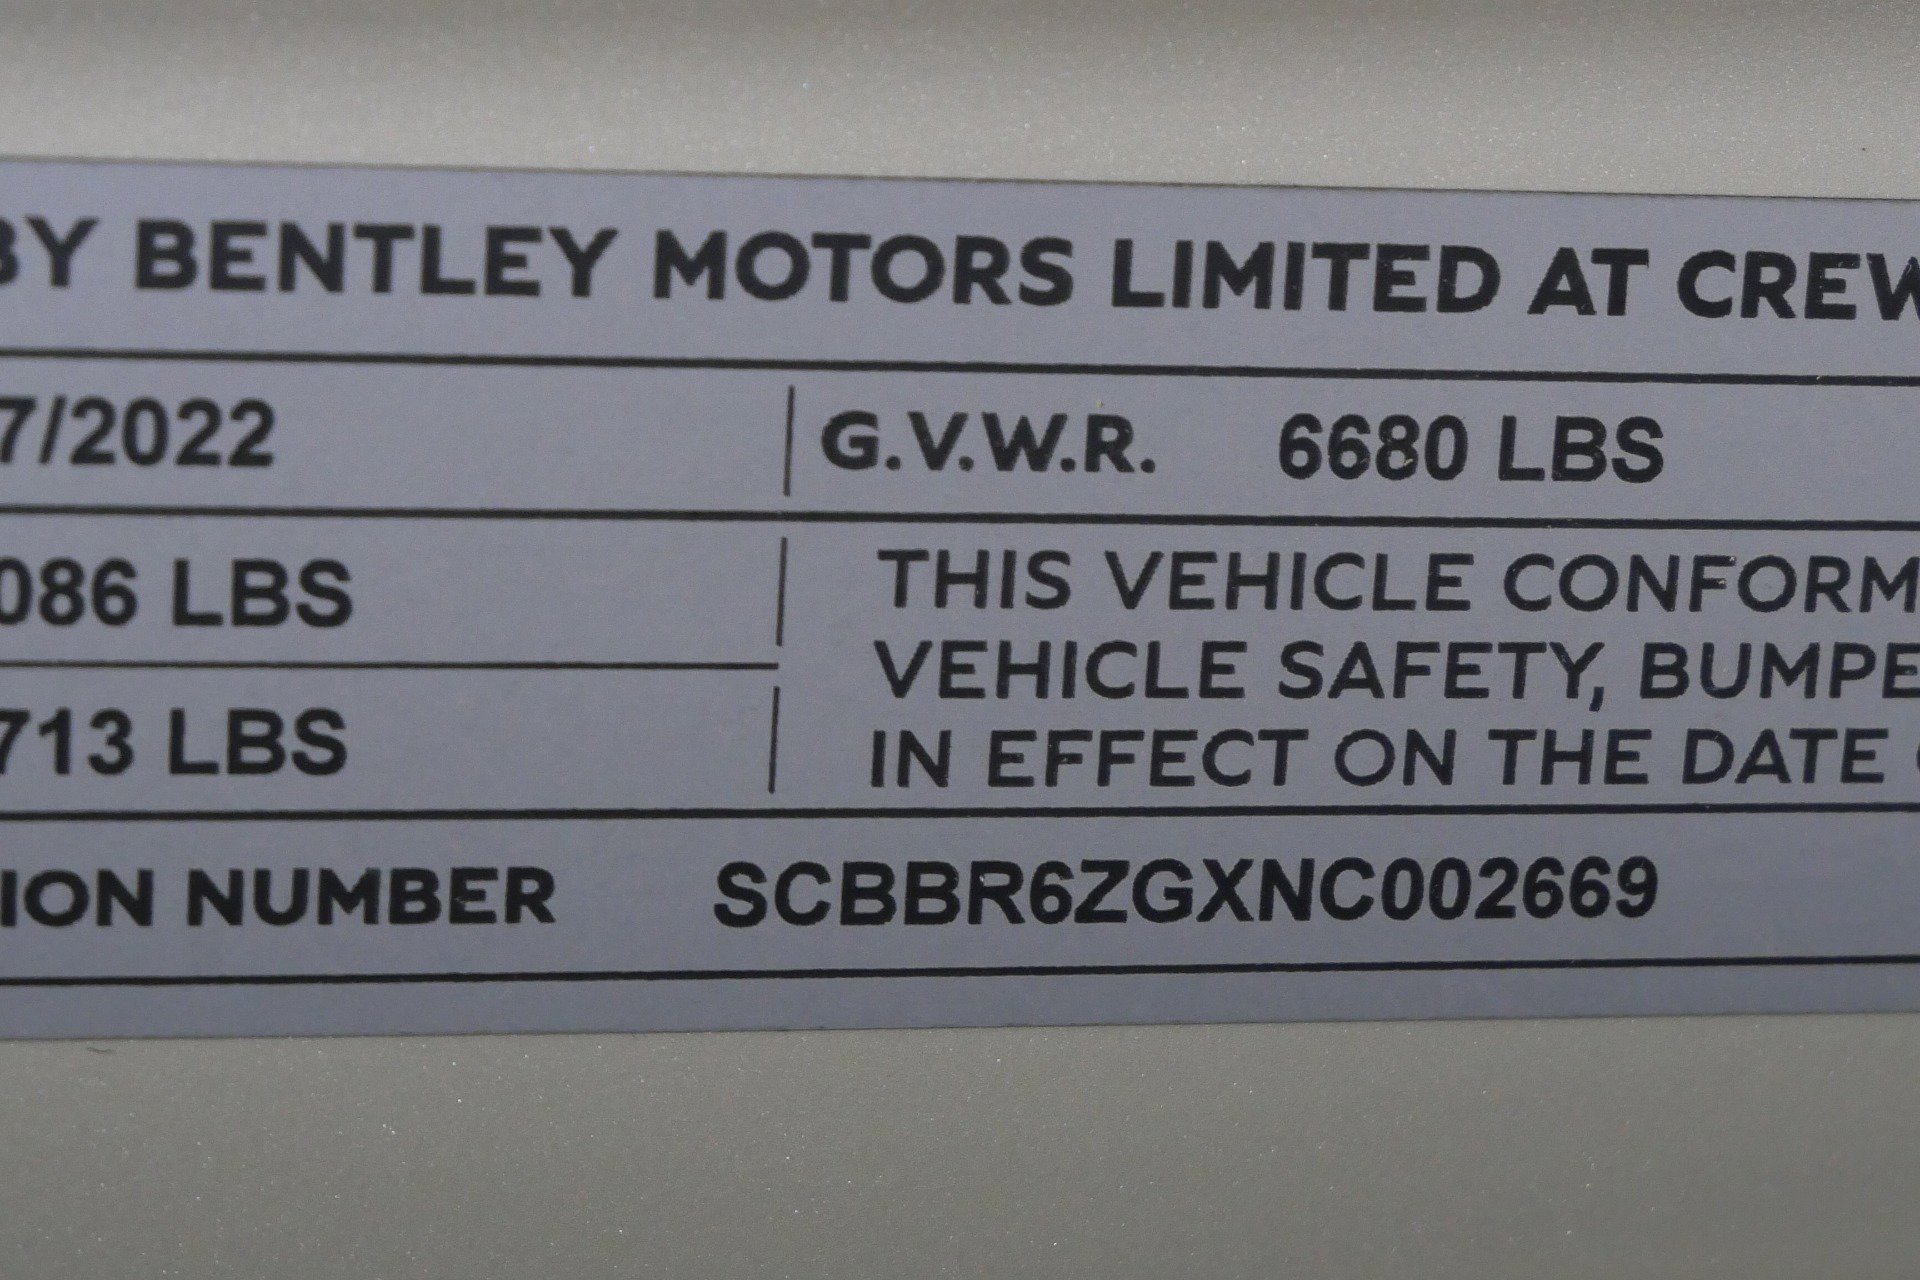 BY BENTLEY MOTORS LIMITED AT CREW
7/2022 G.V.W.R. 6680 LBS
086 LBS THIS VEHICLE CONFORM
VEHICLE SAFETY, BUMPE
713 LBS IN EFFECT ON THE DATE
ION NUMBER SCBBR6ZGXNC002669